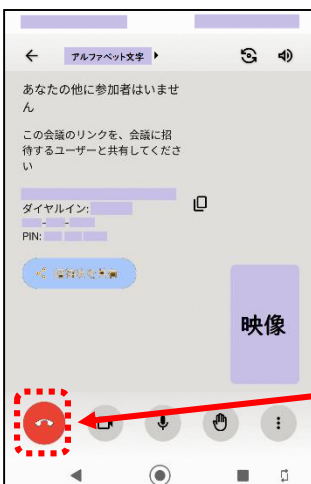 アルファベット文字
あなたの他に参加者はいませ
ん
この会議のリンクを、会議に招
待するユーザーと共有してくださ
い
ダイヤルイン:
PIN:
映像